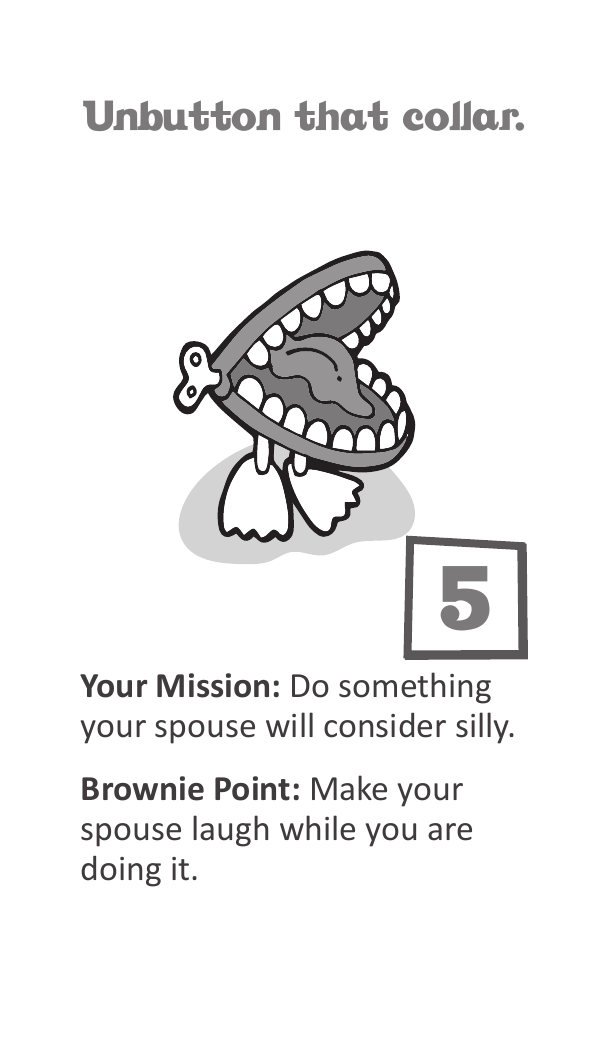 Unbutton that collar.
5
Your Mission: Do something
your spouse will consider silly.
Brownie Point: Make your
spouse laugh while you are
doing it.